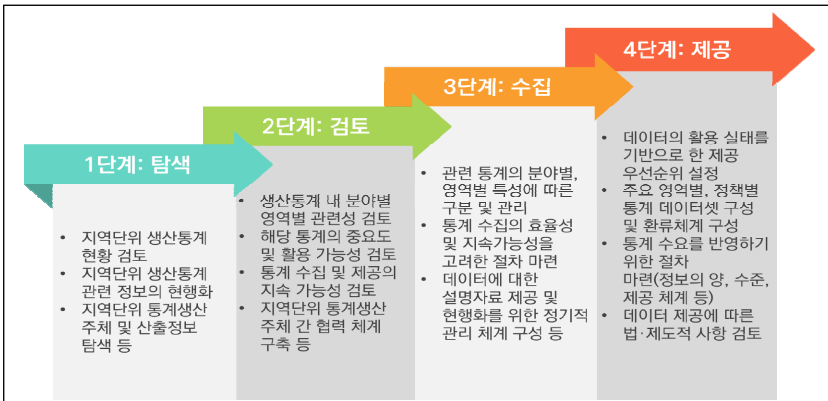 1단계: 탐색
• 지역단위 생산통계
현황 검토
• 지역단위 생산통계
관련 정보의 현행화
• 지역단위 통계생산
주체 및 산출정보
탐색 등
2단계: 검토
• 생산통계 내 분야별
영역별 관련성 검토
• 해당 통계의 중요도
및 활용 가능성 검토
• 통계 수집 및 제공의
지속 가능성 검토
• 지역단위 통계생산
주체 간 협력 체계
구축 등
3단계: 수집
• 관련 통계의 분야별,
영역별 특성에 따른
구분 및 관리
• 통계 수집의 효율성
및 지속가능성을
고려한 절차 마련
• 데이터에 대한
설명자료 제공 및
현행화를 위한 정기적
관리 체계 구성 등
4단계: 제공
• 데이터의 활용 실태를
기반으로 한 제공
우선순위 설정
• 주요 영역별, 정책별
통계 데이터셋 구성
및 환류체계 구성
• 통계 수요를 반영하기
위한 절차
마련(정보의 양, 수준,
제공 체계 등)
• 데이터 제공에 따른
법·제도적 사항 검토